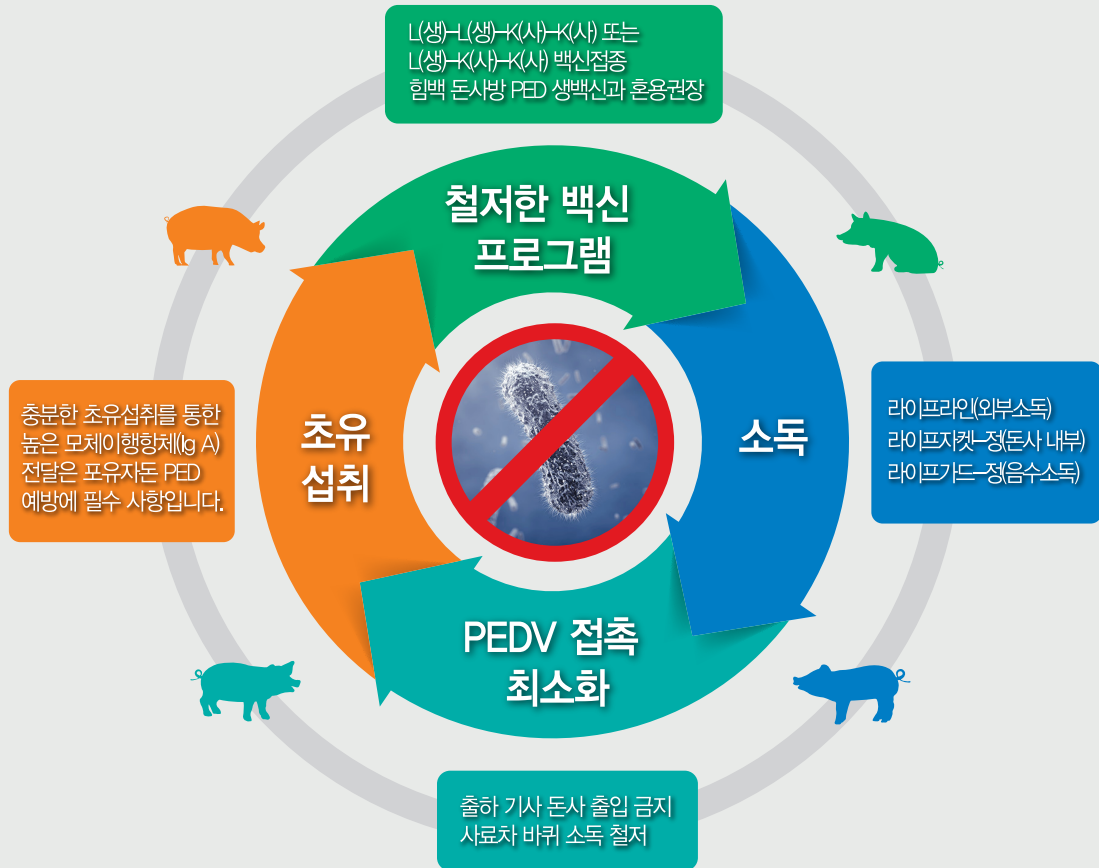 L(생)-L(생)-K(사)-K(사) 또는
L(생)-K(사)-K(사) 백신접종
힘백 돈사방 PED 생백신과 혼용권장
철저한 백신
프로그램
소독
라이프라인(외부소독)
라이프자켓-정(돈사 내부)
라이프가드-정(음수소독)
PEDV 접촉
최소화
출하 기사 돈사 출입 금지
사료차 바퀴 소독 철저
초유
섭취
충분한 초유섭취를 통한
높은 모체이행항체(Ig A)
전달은 포유자돈 PED
예방에 필수 사항입니다.